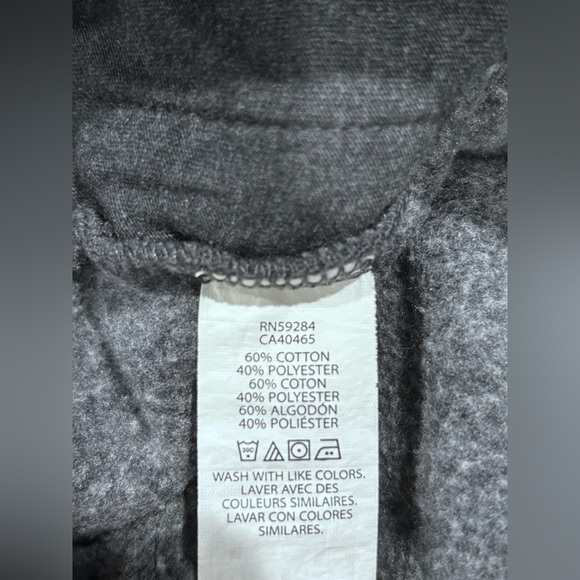 RN59284
CA40465
60% COTTON
40% POLYESTER
60% COTON
40% POLYESTER
60% ALGODÓN
40% POLIÉSTER
30C
WASH WITH LIKE COLORS.
LAVER AVEC DES
COULEURS SIMILAIRES.
LAVAR CON COLORES
SIMILARES.